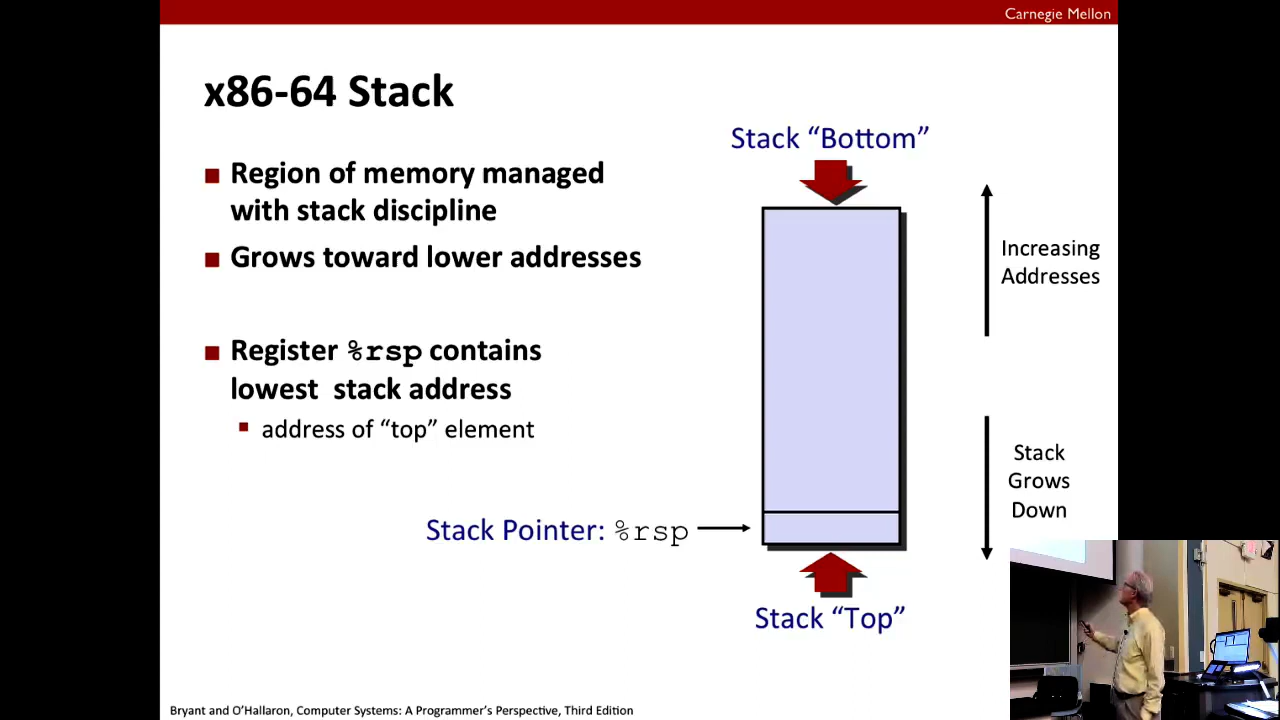 Carnegie Mellon
x86-64 Stack
Region of memory managed
with stack discipline
Grows toward lower addresses
Register %rsp contains
lowest stack address
address of “top” element
Stack “Bottom”
Increasing
Addresses
Stack
Grows
Down
Stack Pointer: %rsp
Stack “Top”
Bryant and O’Hallaron, Computer Systems: A Programmer’s Perspective, Third Edition